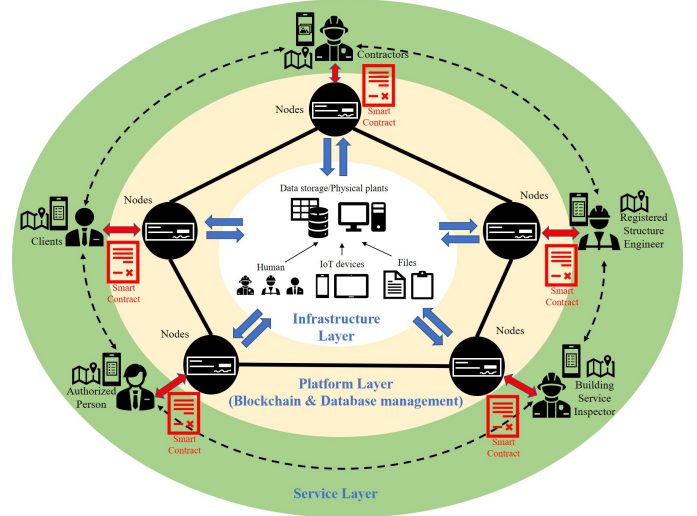 Contractors
Nodes
Smart
Contract
Data storage/Physical plants
Nodes
Nodes
Clients
Registered
Structure
Engineer
Human
IoT devices
Files
Smart
Contract
Smart
Contract
Infrastructure
Layer
Nodes
Nodes
Authorized
Person
Platform Layer
(Blockchain & Database management)
Building
Service
Inspector
Smart
Contract
Smart
Contract
Service Layer